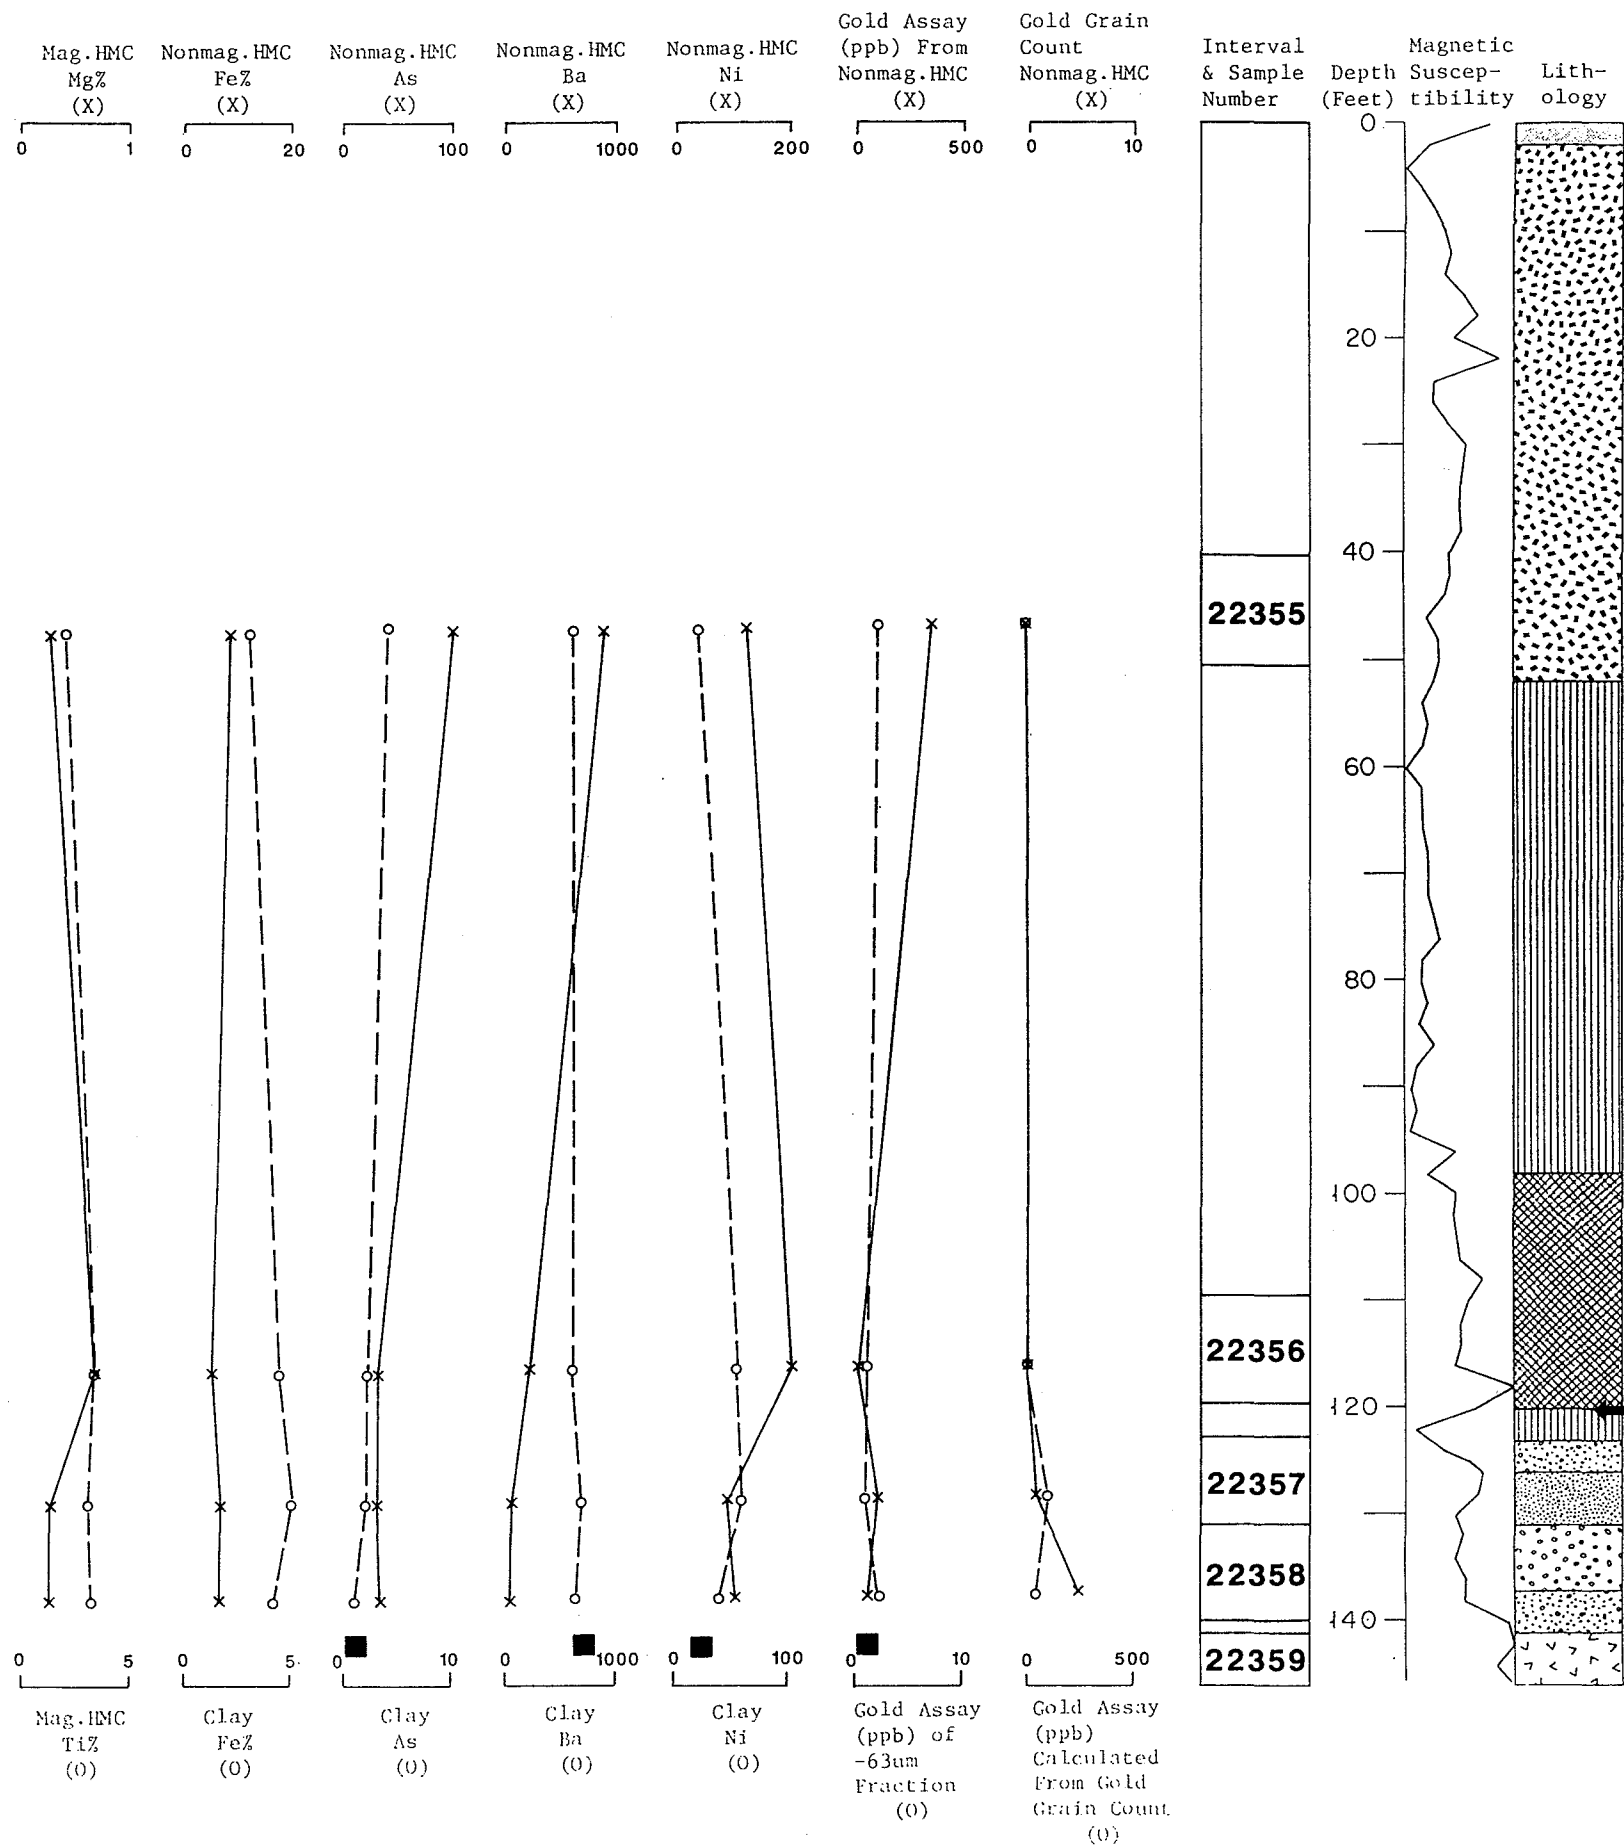 Mag.HMC
Mg%
(X)
Nonmag.HMC
Fe%
(X)
Nonmag.HMC
As
(X)
Nonmag.HMC
Ba
(X)
Nonmag.HMC
Ni
(X)
Gold Assay
(ppb) From
Nonmag.HMC
(X)
Gold Grain
Count
Nonmag.HMC
(X)
Interval
& Sample
Number
Depth
(Feet)
Magnetic
Suscep-
tibility
Lith-
ology
0 1
0 20
0 100
0 1000
0 200
0 500
0 10
0
20
40
60
80
100
120
140
22355
22356
22357
22358
22359
0 5
0 5
0 10
0 1000
0 100
0 10
0 500
Mag.HMC
Ti%
(O)
Clay
Fe%
(O)
Clay
As
(O)
Clay
Ba
(O)
Clay
Ni
(O)
Gold Assay
(ppb) of
-63um
Fraction
(O)
Gold Assay
(ppb)
Calculated
From Gold
Grain Count
(O)